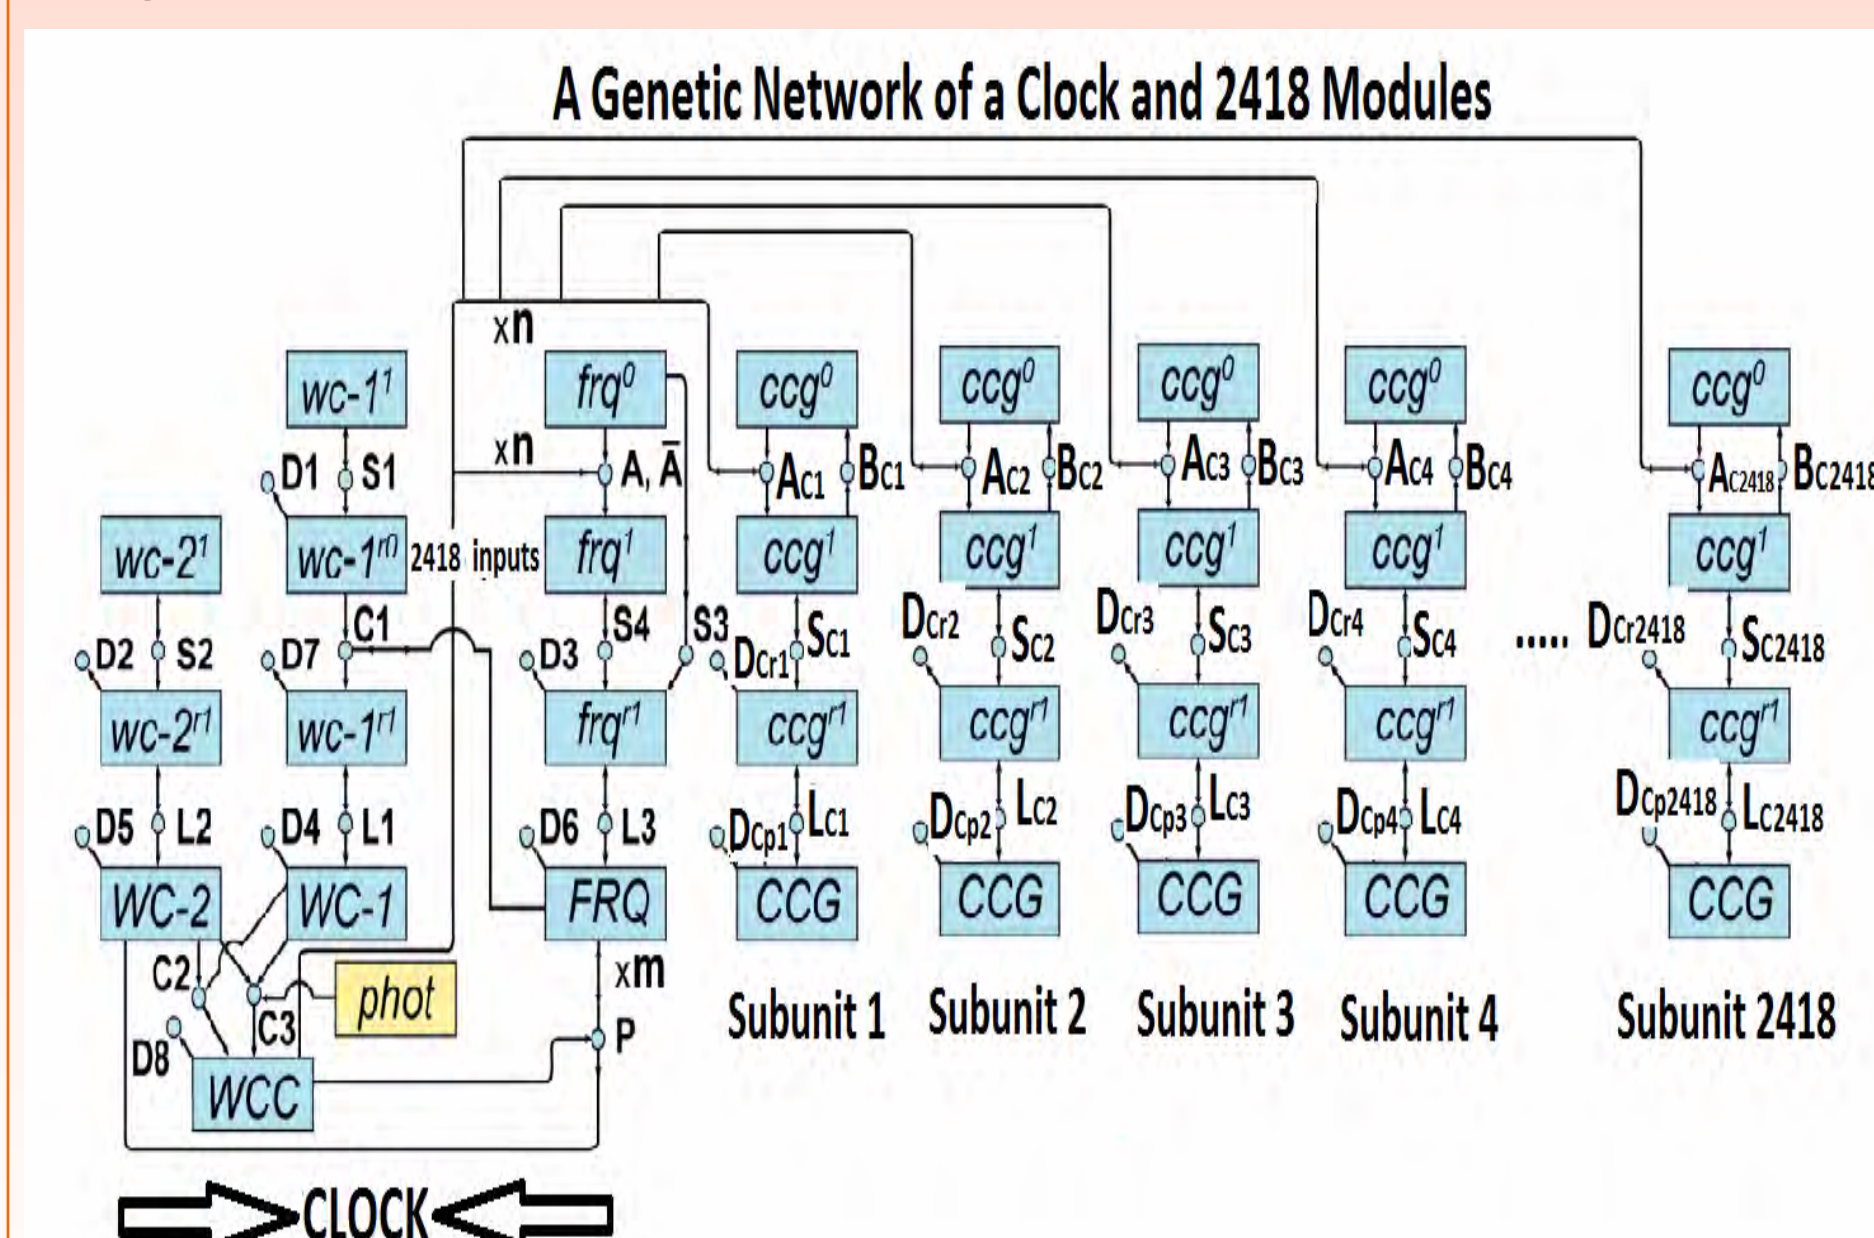 A Genetic Network of a Clock and 2418 Modules
xn
wc-1¹ frq⁰ ccg⁰ ccg⁰ ccg⁰ ccg⁰ ccg⁰
xn
D1 S1 A, Ā AC1 BC1 AC2 BC2 AC3 BC3 AC4 BC4 AC2418 BC2418
wc-2¹ wc-1ʳ⁰ 2418 inputs frq¹ ccg¹ ccg¹ ccg¹ ccg¹ ccg¹
C1 S4 S3 DCr2 DCr3 DCr4 DCr2418
D2 S2 D7 D3 DCr1 SC1 SC2 SC3 SC4 ..... SC2418
wc-2ʳ¹ wc-1ʳ¹ frqʳ¹ ccgʳ¹ ccgʳ¹ ccgʳ¹ ccgʳ¹ ccgʳ¹
D5 L2 D4 L1 D6 L3 DCp1 LC1 DCp2 LC2 DCp3 LC3 DCp4 LC4 DCp2418 LC2418
WC-2 WC-1 FRQ CCG CCG CCG CCG CCG
C2 xm
phot
C3 P Subunit 1 Subunit 2 Subunit 3 Subunit 4 Subunit 2418
D8
WCC
CLOCK